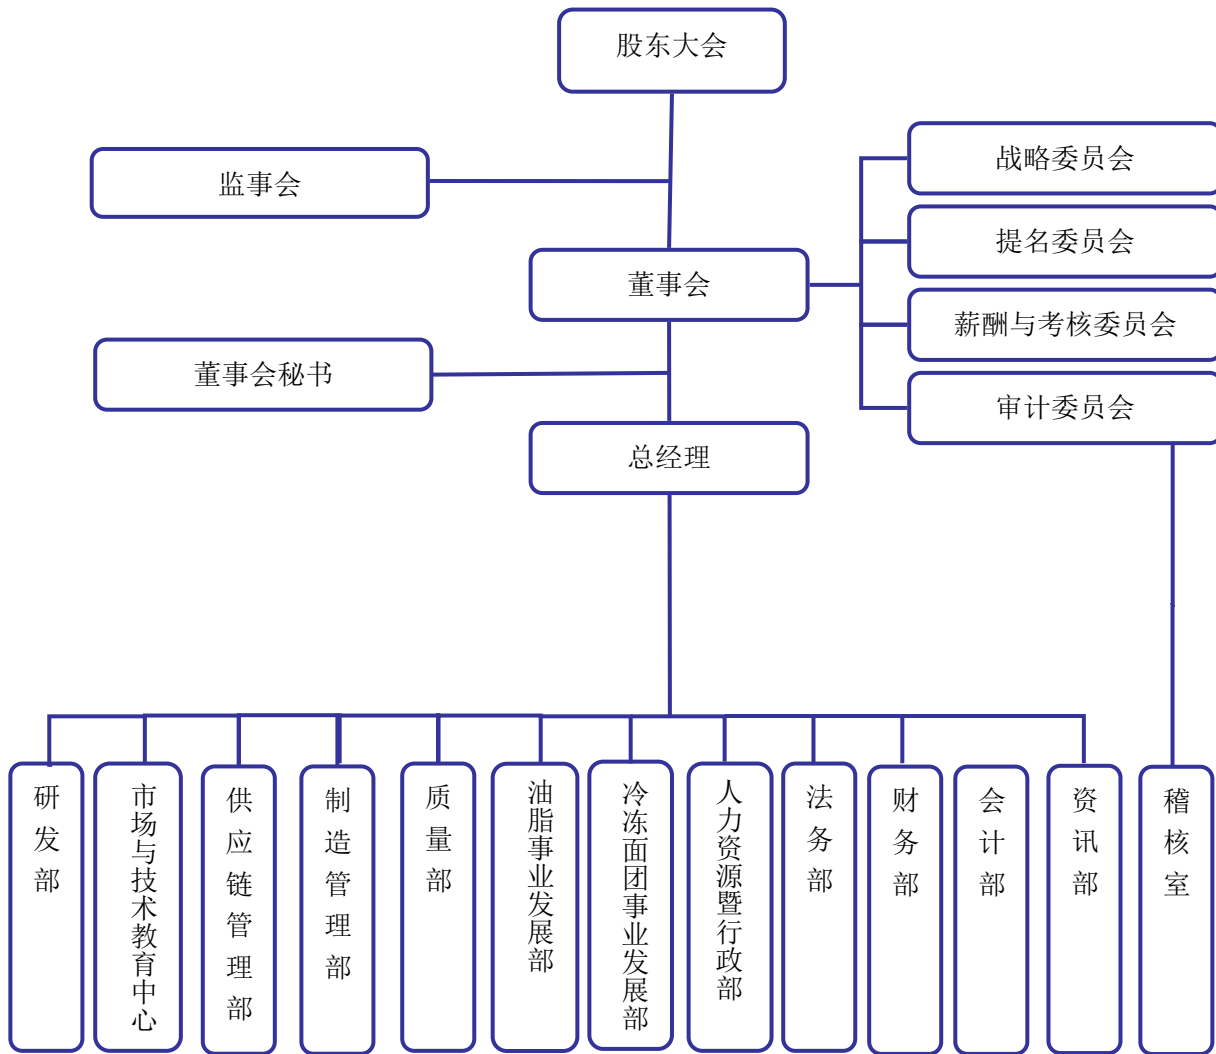 股东大会
战略委员会
监事会
提名委员会
董事会
薪酬与考核委员会
董事会秘书
审计委员会
总经理
研发部
市场与技术教育中心
供应链管理部
制造管理部
质量部
油脂事业发展部
冷冻面团事业发展部
人力资源暨行政部
法务部
财务部
会计部
资讯部
稽核室